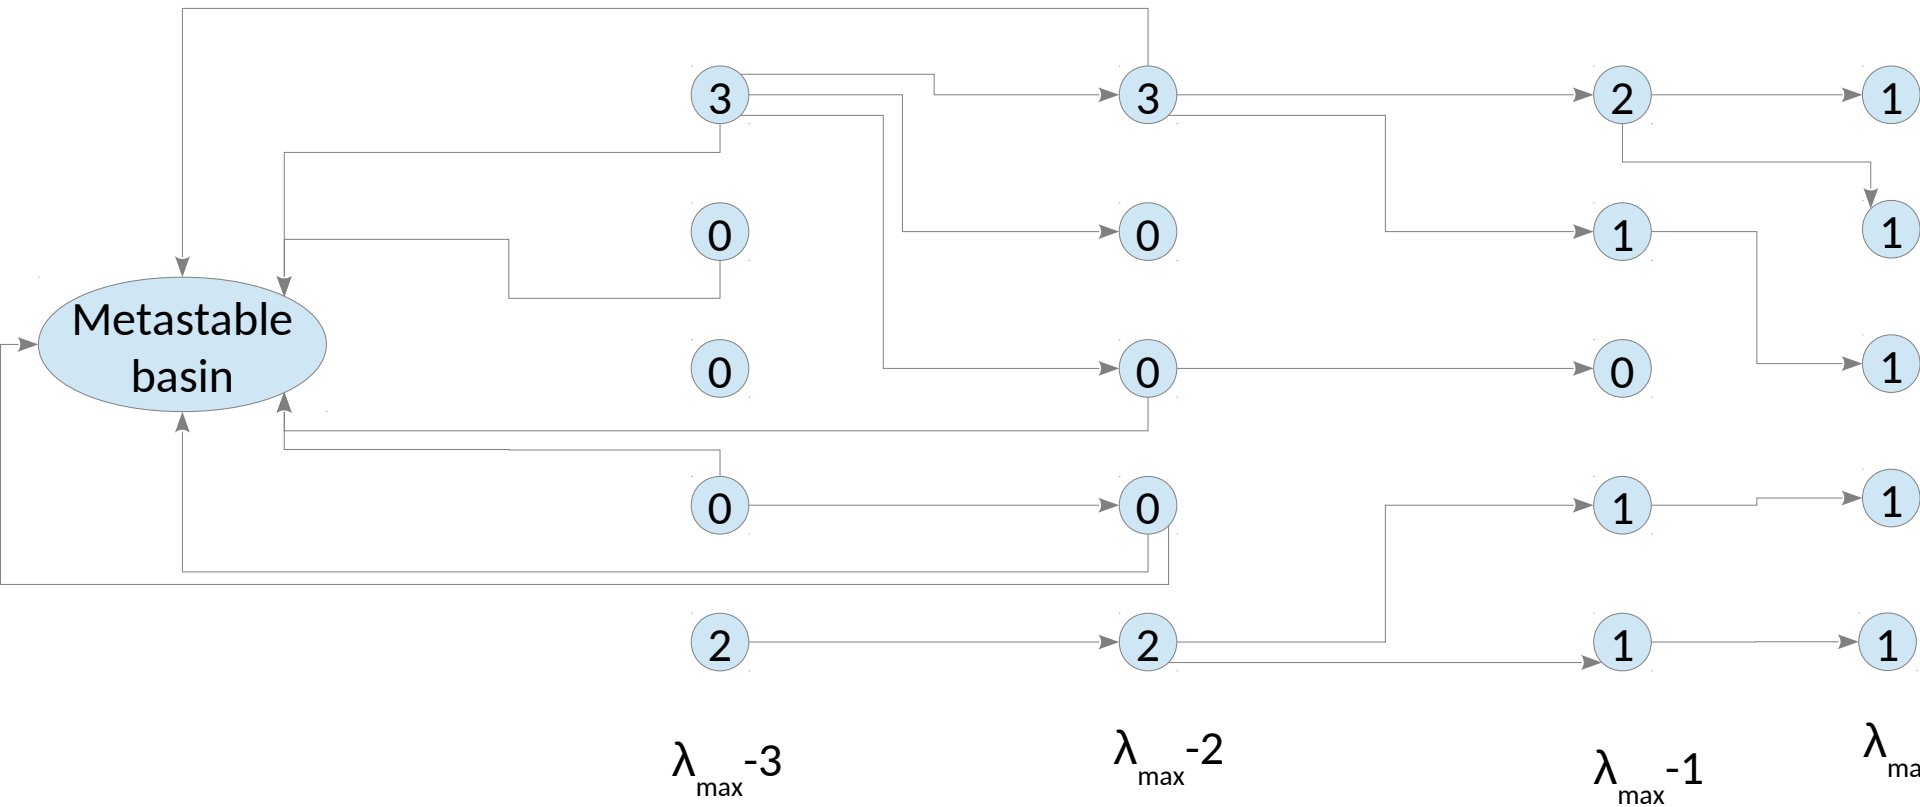 3 3 2 1
0 0 1 1
Metastable
basin
0 0 0 1
0 0 1 1
2 2 1 1
λmax-3 λmax-2 λmax-1 λma